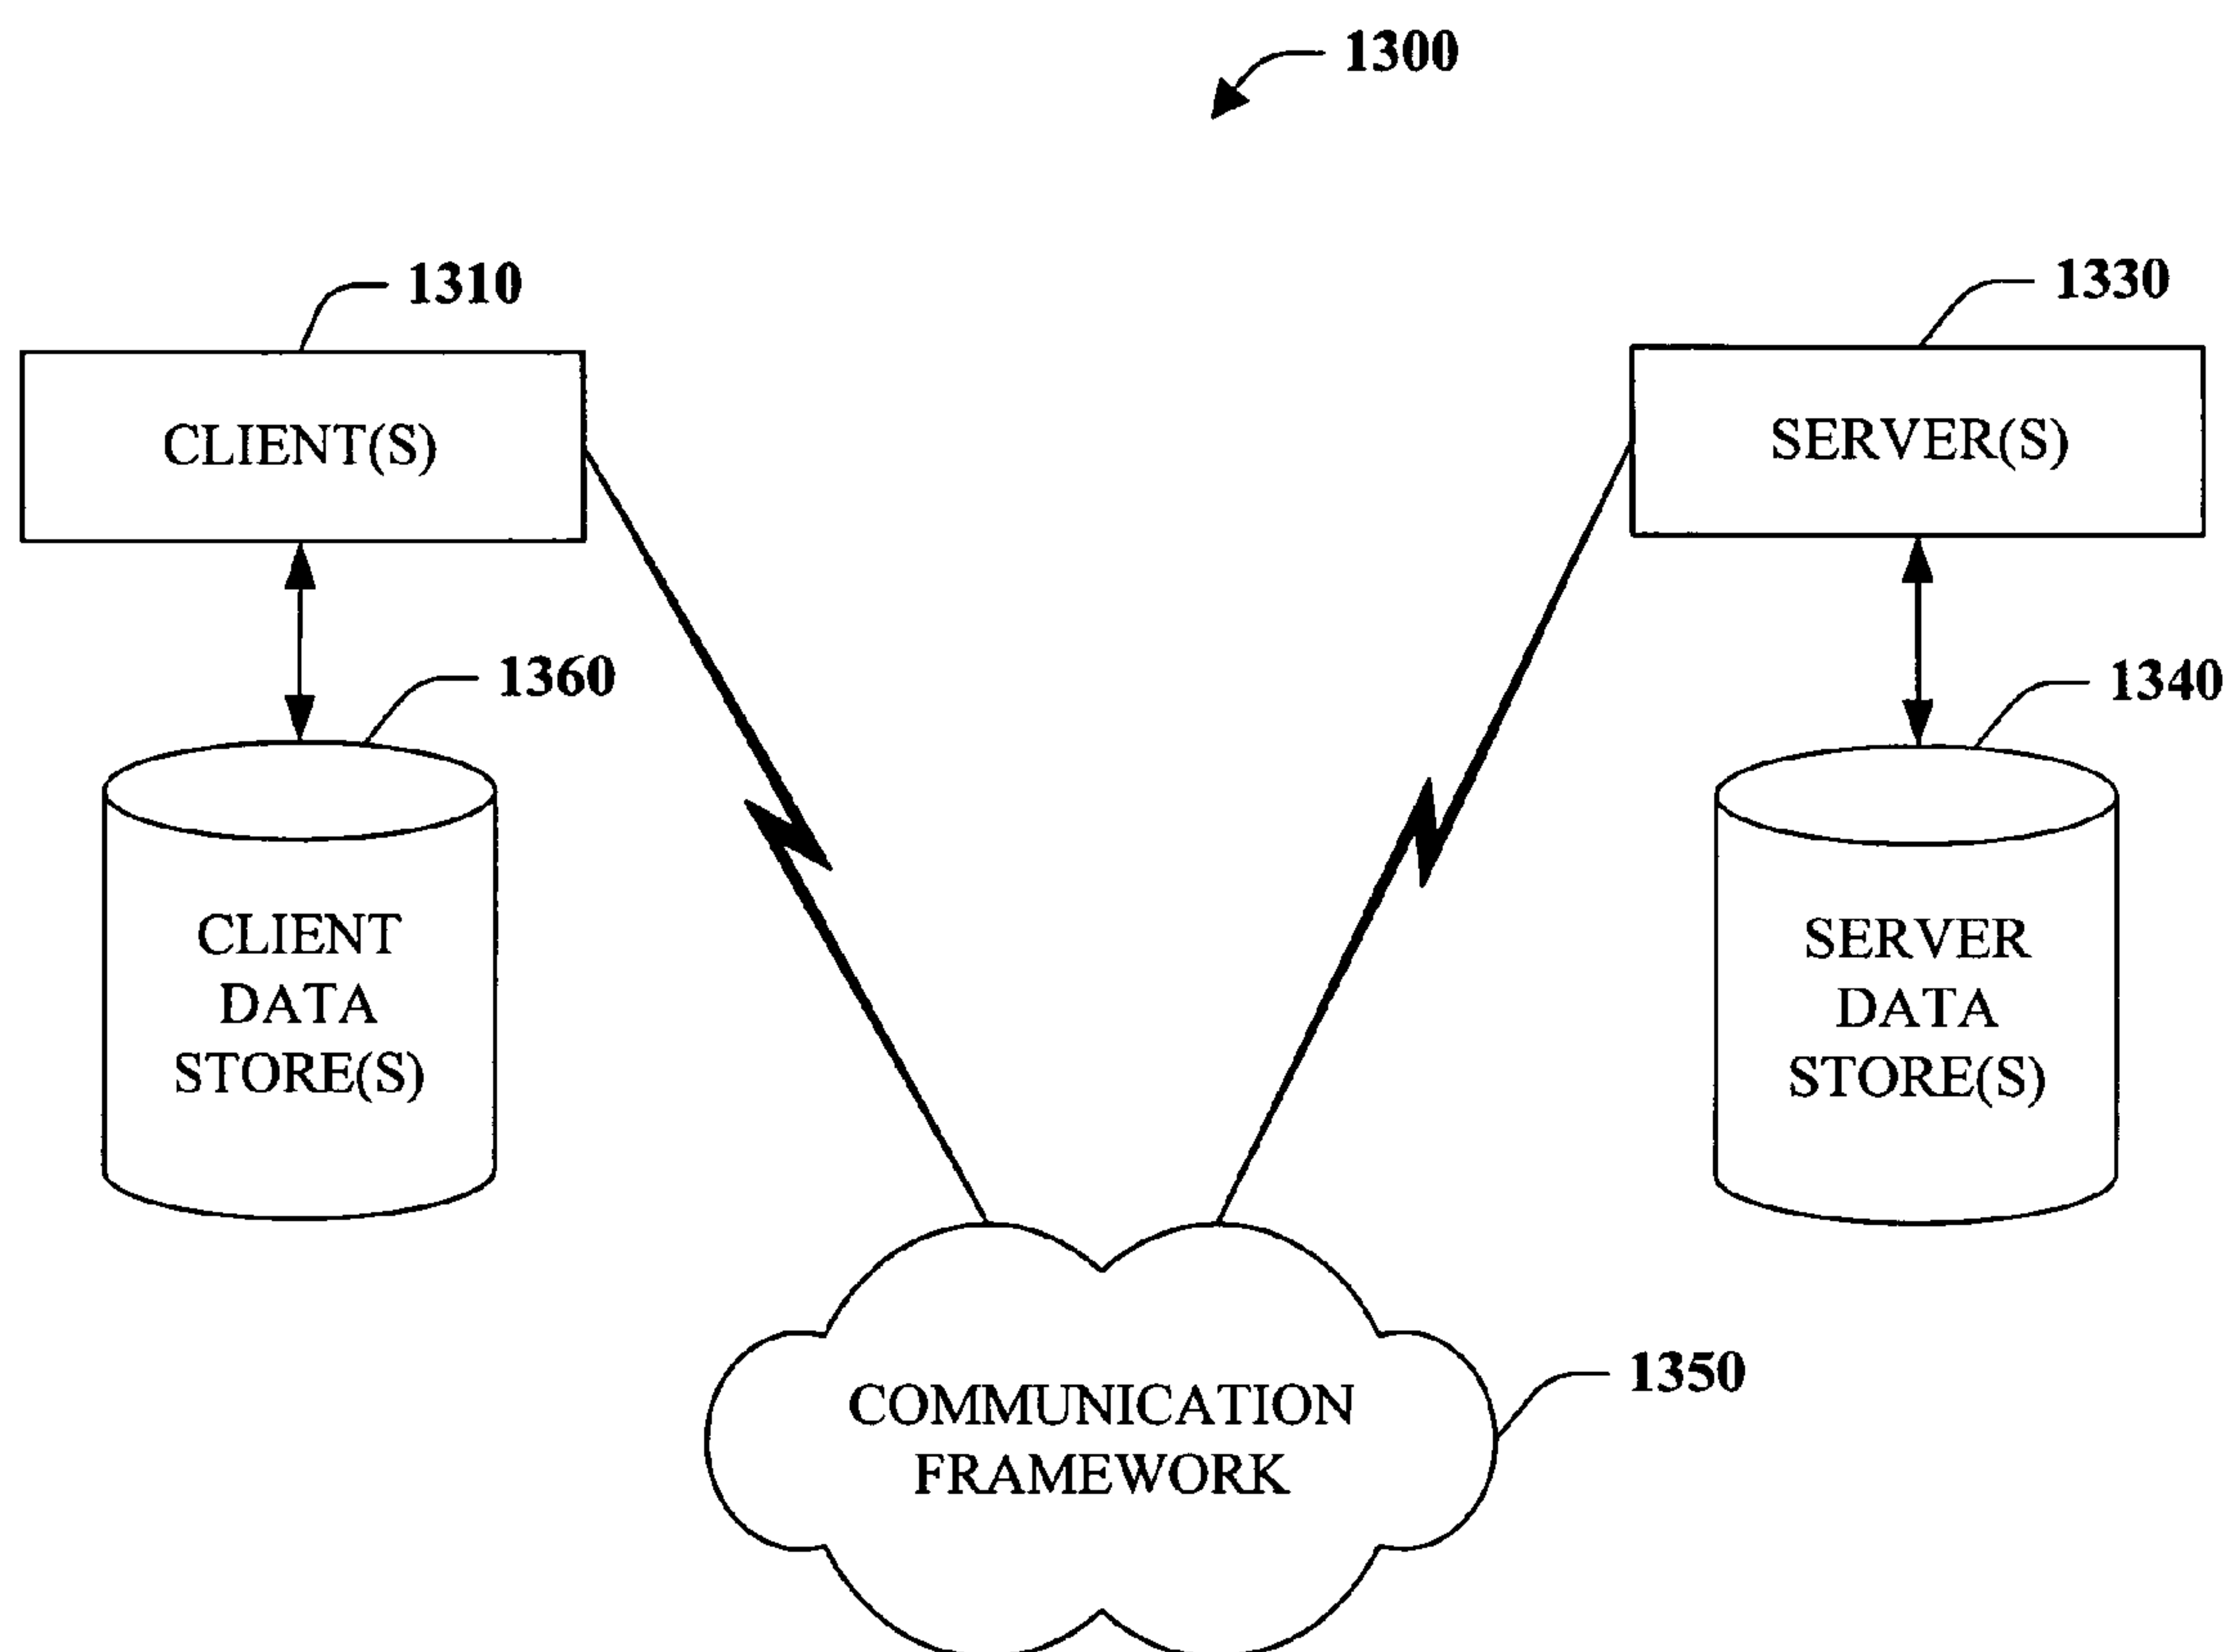 1300
1310
1330
CLIENT(S)
SERVER(S)
1360
1340
CLIENT
DATA
STORE(S)
SERVER
DATA
STORE(S)
1350
COMMUNICATION
FRAMEWORK